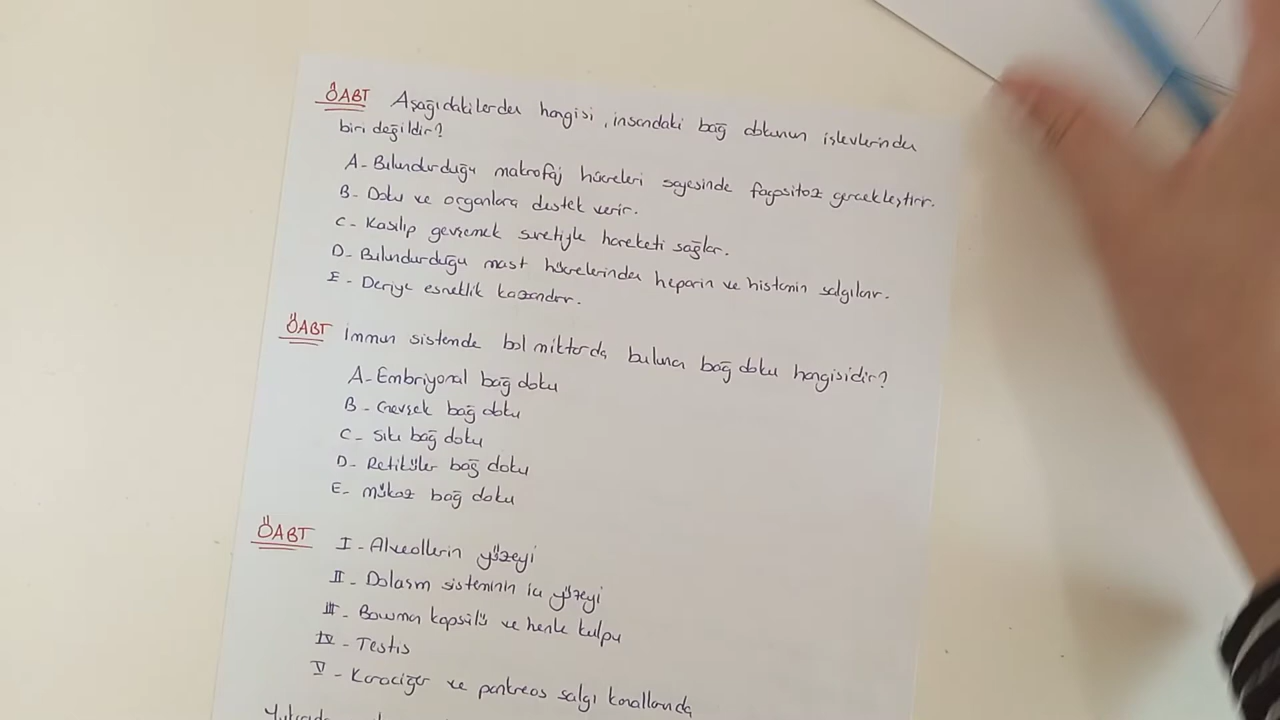 ÖABT Aşağıdakilerden hangisi, insandaki bağ dokunun işlevlerinden
biri değildir?
A- Bulundurduğu makrofaj hücreleri sayesinde fagositoz gerçekleştirir.
B- Doku ve organlara destek verir.
C- Kasılıp gevşemek suretiyle hareketi sağlar.
D- Bulundurduğu mast hücrelerinden heparin ve histamin salgılar.
E- Deriye esneklik kazandırır.
ÖABT İmmun sistemde bol miktarda bulunan bağ doku hangisidir?
A- Embriyonal bağ doku
B- Gevşek bağ doku
C- Sıkı bağ doku
D- Retiküler bağ doku
E- Mükoz bağ doku
ÖABT I- Alveollerin yüzeyi
II- Dolaşım sisteminin iç yüzeyi
III- Bowman kapsülü ve henle kulpu
IV- Testis
V- Karaciğer ve pankreas salgı kanallarında